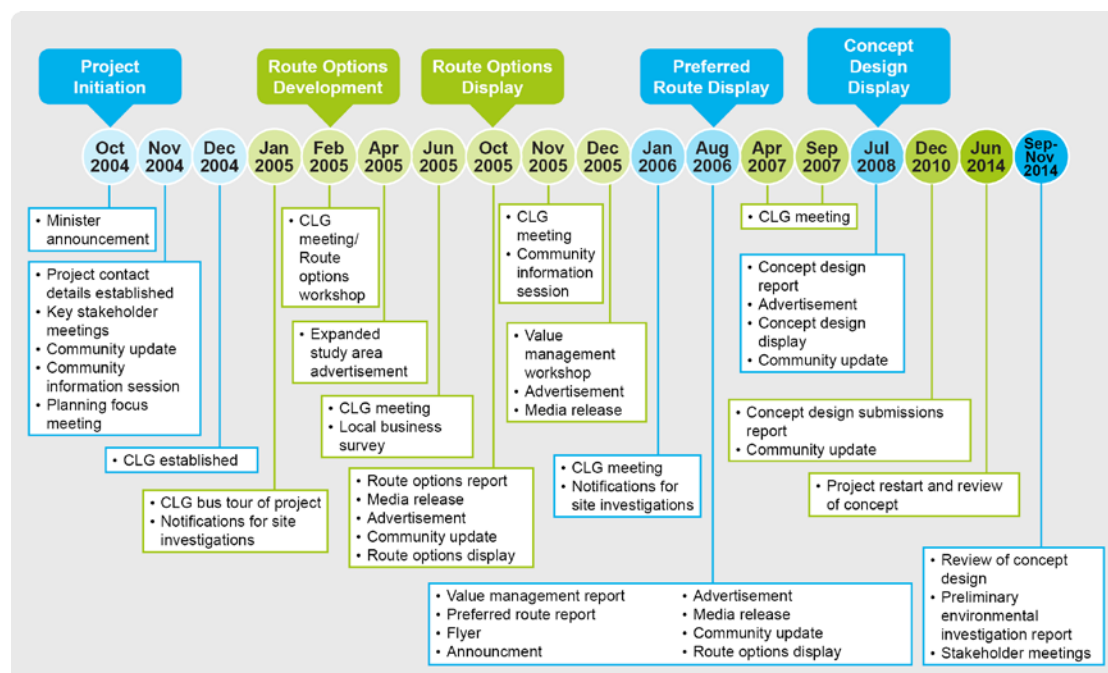 Project
Initiation
Route Options
Development
Route Options
Display
Preferred
Route Display
Concept
Design
Display
Oct
2004
Nov
2004
Dec
2004
Jan
2005
Feb
2005
Apr
2005
Jun
2005
Oct
2005
Nov
2005
Dec
2005
Jan
2006
Aug
2006
Apr
2007
Sep
2007
Jul
2008
Dec
2010
Jun
2014
Sep-
Nov
2014
• Minister
announcement
• Project contact
details established
• Key stakeholder
meetings
• Community update
• Community
information session
• Planning focus
meeting
• CLG established
• CLG bus tour of project
• Notifications for site
investigations
• CLG
meeting/
Route
options
workshop
• Expanded
study area
advertisement
• CLG meeting
• Local business
survey
• Route options report
• Media release
• Advertisement
• Community update
• Route options display
• CLG
meeting
• Community
information
session
• Value
management
workshop
• Advertisement
• Media release
• CLG meeting
• Notifications for
site investigations
• Value management report
• Preferred route report
• Flyer
• Announcment
• Advertisement
• Media release
• Community update
• Route options display
• CLG meeting
• Concept design
report
• Advertisement
• Concept design
display
• Community update
• Concept design submissions
report
• Community update
• Project restart and review
of concept
• Review of concept
design
• Preliminary
environmental
investigation report
• Stakeholder meetings